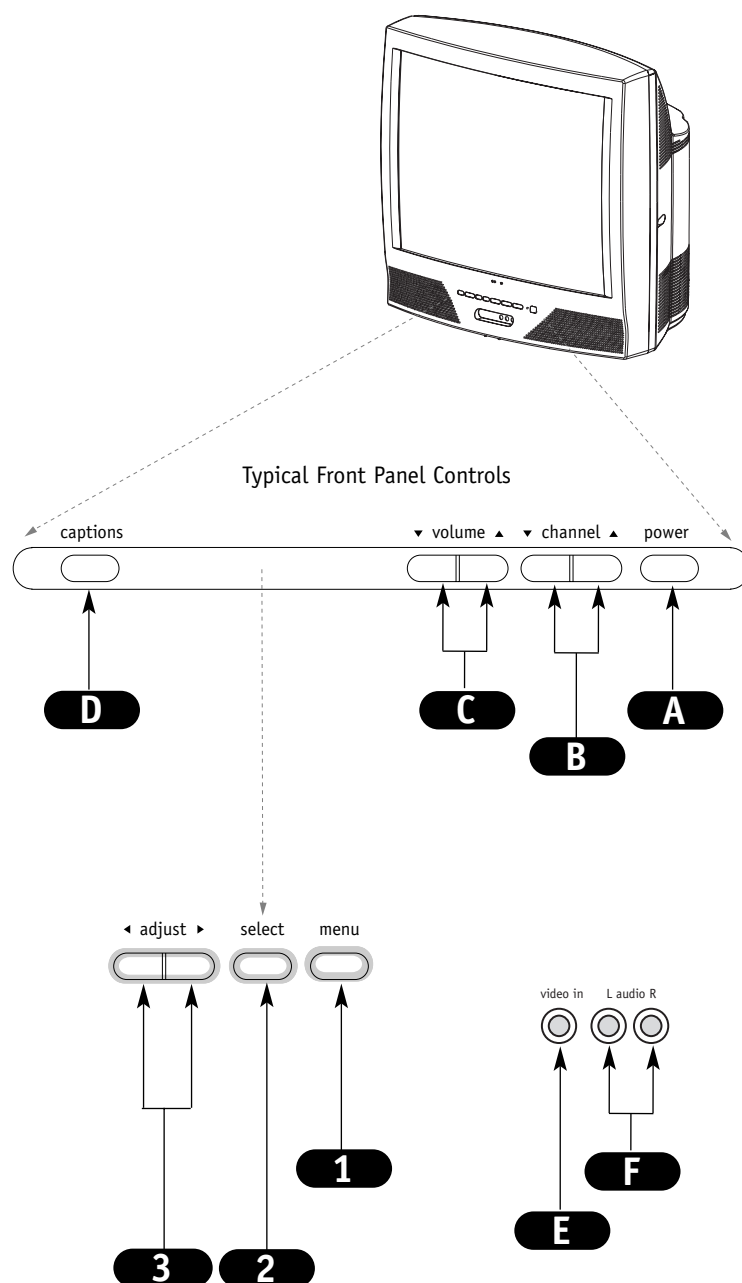 Typical Front Panel Controls
captions ▼ volume ▲ ▼ channel ▲ power
D C A
B
◄ adjust ► select menu
video in L audio R
1 F
E
3 2